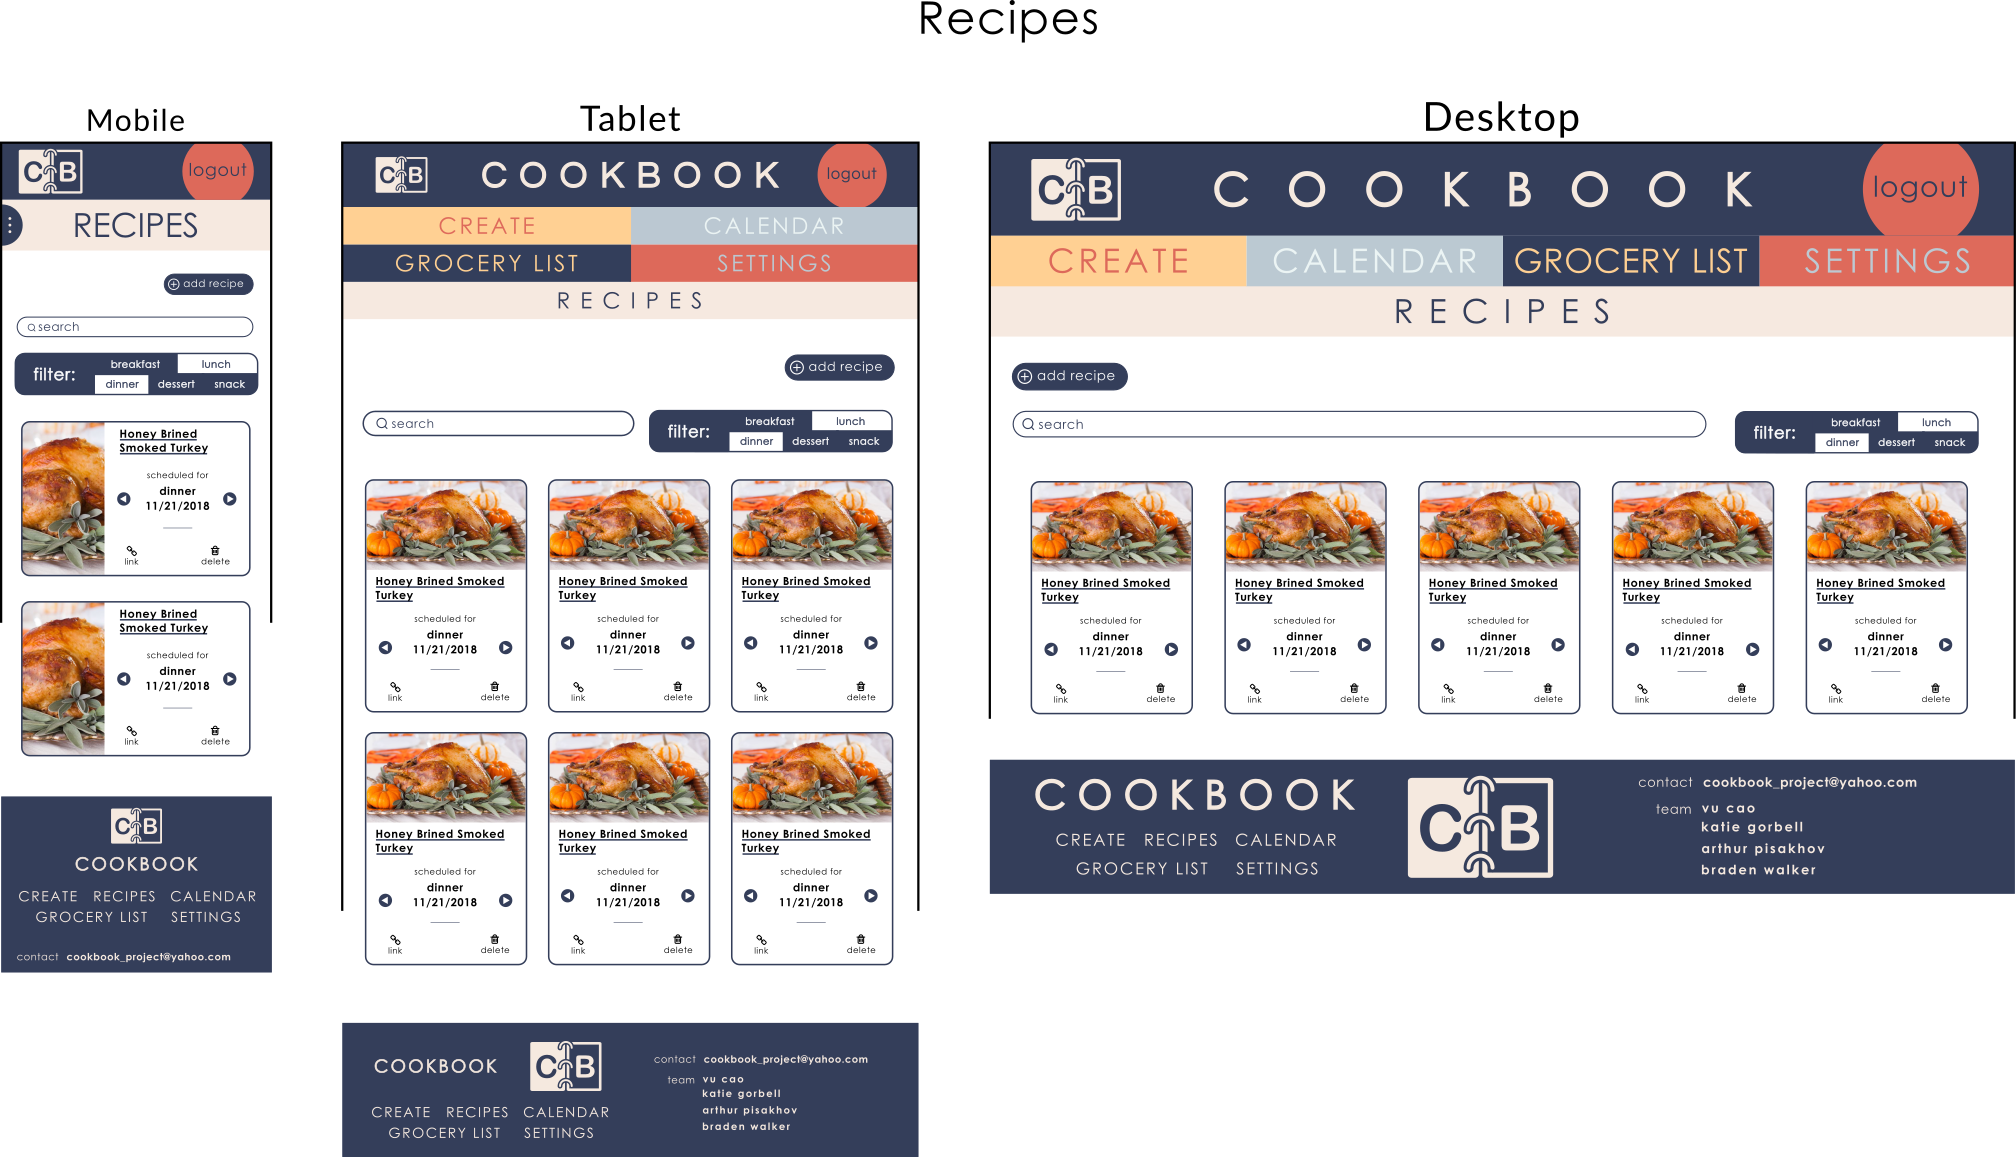 Recipes
Mobile
C B
logout
RECIPES
add recipe
search
filter:
breakfast lunch
dinner dessert snack
Honey Brined
Smoked Turkey
scheduled for
dinner
11/21/2018
link delete
Honey Brined
Smoked Turkey
scheduled for
dinner
11/21/2018
link delete
C B
COOKBOOK
CREATE RECIPES CALENDAR
GROCERY LIST SETTINGS
contact cookbook_project@yahoo.com
Tablet
C B
COOKBOOK
logout
CREATE CALENDAR
GROCERY LIST SETTINGS
RECIPES
add recipe
search
filter:
breakfast lunch
dinner dessert snack
Honey Brined Smoked
Turkey
scheduled for
dinner
11/21/2018
link delete
Honey Brined Smoked
Turkey
scheduled for
dinner
11/21/2018
link delete
Honey Brined Smoked
Turkey
scheduled for
dinner
11/21/2018
link delete
Honey Brined Smoked
Turkey
scheduled for
dinner
11/21/2018
link delete
Honey Brined Smoked
Turkey
scheduled for
dinner
11/21/2018
link delete
Honey Brined Smoked
Turkey
scheduled for
dinner
11/21/2018
link delete
COOKBOOK
C B
CREATE RECIPES CALENDAR
GROCERY LIST SETTINGS
contact cookbook_project@yahoo.com
team vu cao
katie gorbell
arthur pisakhov
braden walker
Desktop
C B
COOKBOOK
logout
CREATE CALENDAR GROCERY LIST SETTINGS
RECIPES
add recipe
search
filter:
breakfast lunch
dinner dessert snack
Honey Brined Smoked
Turkey
scheduled for
dinner
11/21/2018
link delete
Honey Brined Smoked
Turkey
scheduled for
dinner
11/21/2018
link delete
Honey Brined Smoked
Turkey
scheduled for
dinner
11/21/2018
link delete
Honey Brined Smoked
Turkey
scheduled for
dinner
11/21/2018
link delete
Honey Brined Smoked
Turkey
scheduled for
dinner
11/21/2018
link delete
COOKBOOK
CREATE RECIPES CALENDAR
GROCERY LIST SETTINGS
C B
contact cookbook_project@yahoo.com
team vu cao
katie gorbell
arthur pisakhov
braden walker